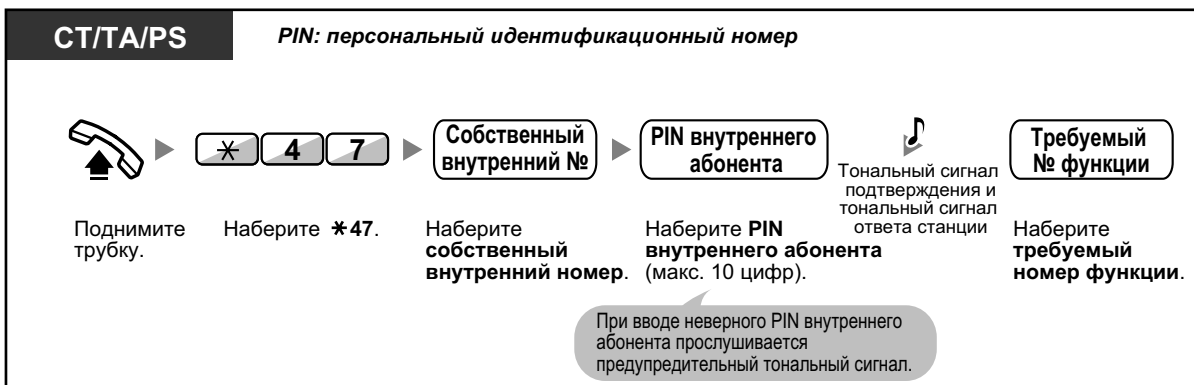 CT/TA/PS
PIN: персональный идентификационный номер
* 4 7
Собственный
внутренний №
PIN внутреннего
абонента
Тональный сигнал
подтверждения и
тональный сигнал
ответа станции
Требуемый
№ функции
Поднимите
трубку.
Наберите *47.
Наберите
собственный
внутренний номер.
Наберите PIN
внутреннего абонента
(макс. 10 цифр).
Наберите
требуемый
номер функции.
При вводе неверного PIN внутреннего
абонента прослушивается
предупредительный тональный сигнал.